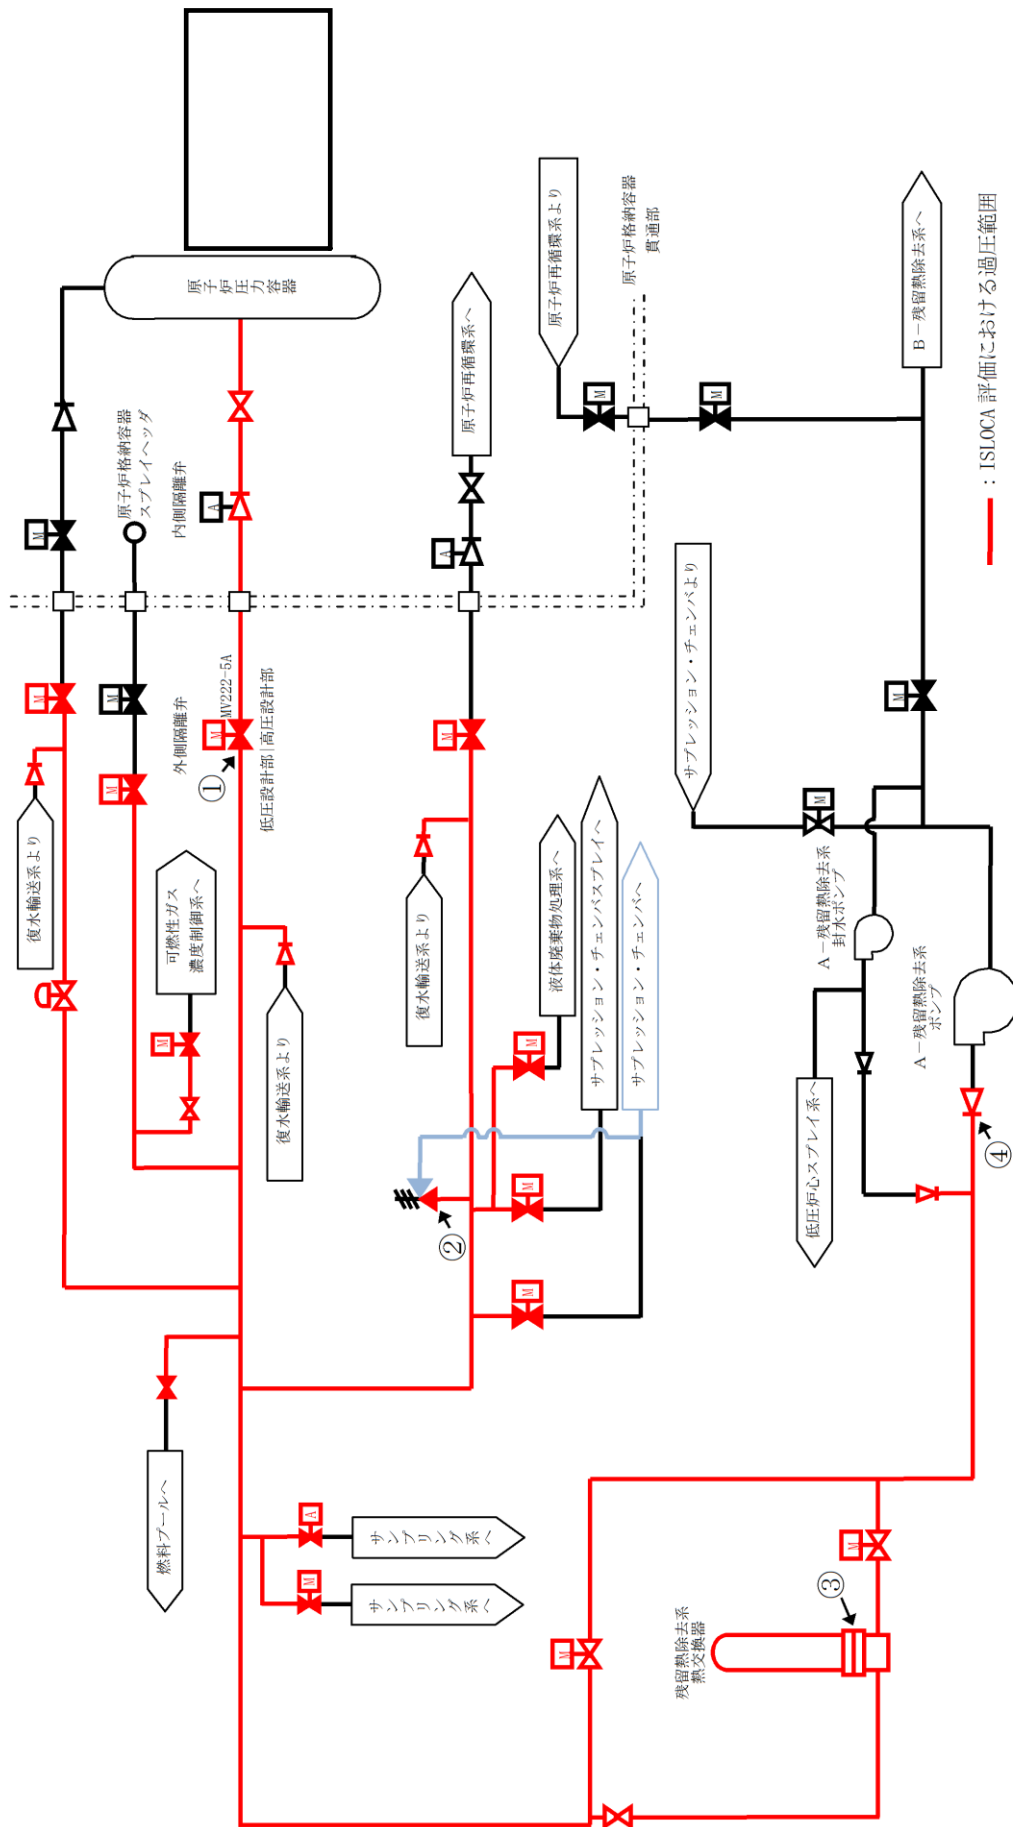 原子炉圧力容器
原子炉格納容器
スプレイヘッダ
内側隔離弁
A
M
原子炉再循環系へ
A
原子炉再循環系より
原子炉格納容器
貫通部
M
M
B－残留熱除去系へ
：ISLOCA 評価における過圧範囲
M
M
M
外側隔離弁
M
MV222-5A
①
低圧設計部|高圧設計部
M
復水輸送系より
可燃性ガス
濃度制御系へ
M
復水輸送系より
復水輸送系より
液体廃棄物処理系へ
サプレッション・チェンバスプレイへ
サプレッション・チェンバへ
M
M
M
②
サプレッション・チェンバより
M
M
A－残留熱除去系
封水ポンプ
A－残留熱除去系
ポンプ
低圧炉心スプレイ系へ
④
燃料プールへ
A
サンプリング系へ
M
サンプリング系へ
M
M
③
残留熱除去系
熱交換器